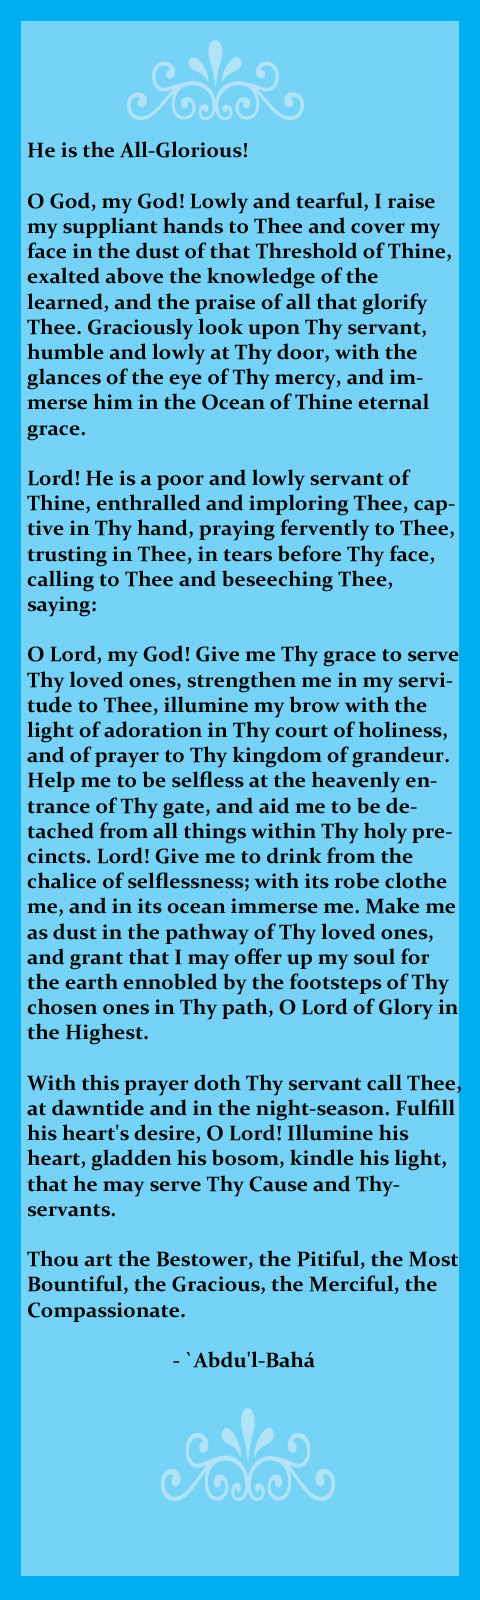 He is the All-Glorious!
O God, my God! Lowly and tearful, I raise
my suppliant hands to Thee and cover my
face in the dust of that Threshold of Thine,
exalted above the knowledge of the
learned, and the praise of all that glorify
Thee. Graciously look upon Thy servant,
humble and lowly at Thy door, with the
glances of the eye of Thy mercy, and im-
merse him in the Ocean of Thine eternal
grace.
Lord! He is a poor and lowly servant of
Thine, enthralled and imploring Thee, cap-
tive in Thy hand, praying fervently to Thee,
trusting in Thee, in tears before Thy face,
calling to Thee and beseeching Thee,
saying:
O Lord, my God! Give me Thy grace to serve
Thy loved ones, strengthen me in my servi-
tude to Thee, illumine my brow with the
light of adoration in Thy court of holiness,
and of prayer to Thy kingdom of grandeur.
Help me to be selfless at the heavenly en-
trance of Thy gate, and aid me to be de-
tached from all things within Thy holy pre-
cincts. Lord! Give me to drink from the
chalice of selflessness; with its robe clothe
me, and in its ocean immerse me. Make me
as dust in the pathway of Thy loved ones,
and grant that I may offer up my soul for
the earth ennobled by the footsteps of Thy
chosen ones in Thy path, O Lord of Glory in
the Highest.
With this prayer doth Thy servant call Thee,
at dawntide and in the night-season. Fulfill
his heart's desire, O Lord! Illumine his
heart, gladden his bosom, kindle his light,
that he may serve Thy Cause and Thy-
servants.
Thou art the Bestower, the Pitiful, the Most
Bountiful, the Gracious, the Merciful, the
Compassionate.
- `Abdu'l-Bahá